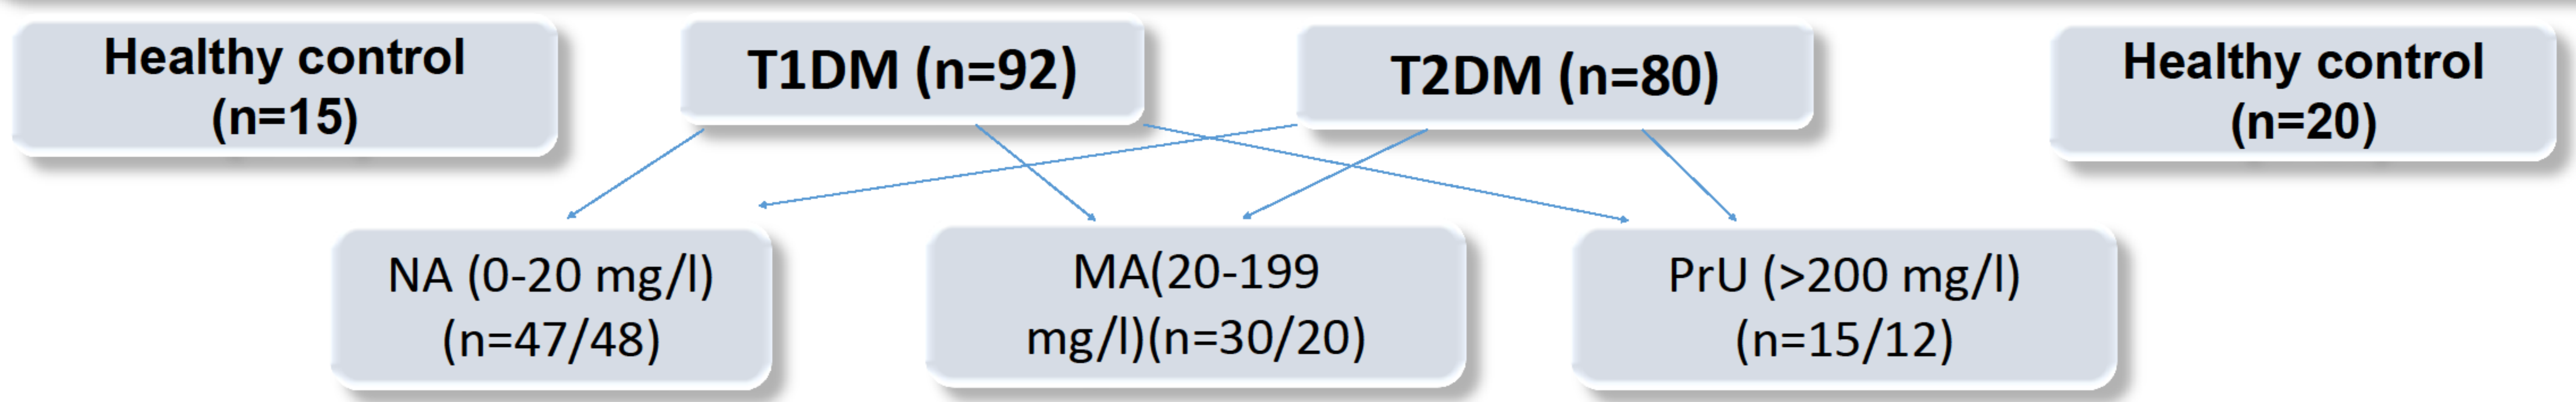 Healthy control
(n=15)
T1DM (n=92)
T2DM (n=80)
Healthy control
(n=20)
NA (0-20 mg/l)
(n=47/48)
MA(20-199
mg/l)(n=30/20)
PrU (>200 mg/l)
(n=15/12)